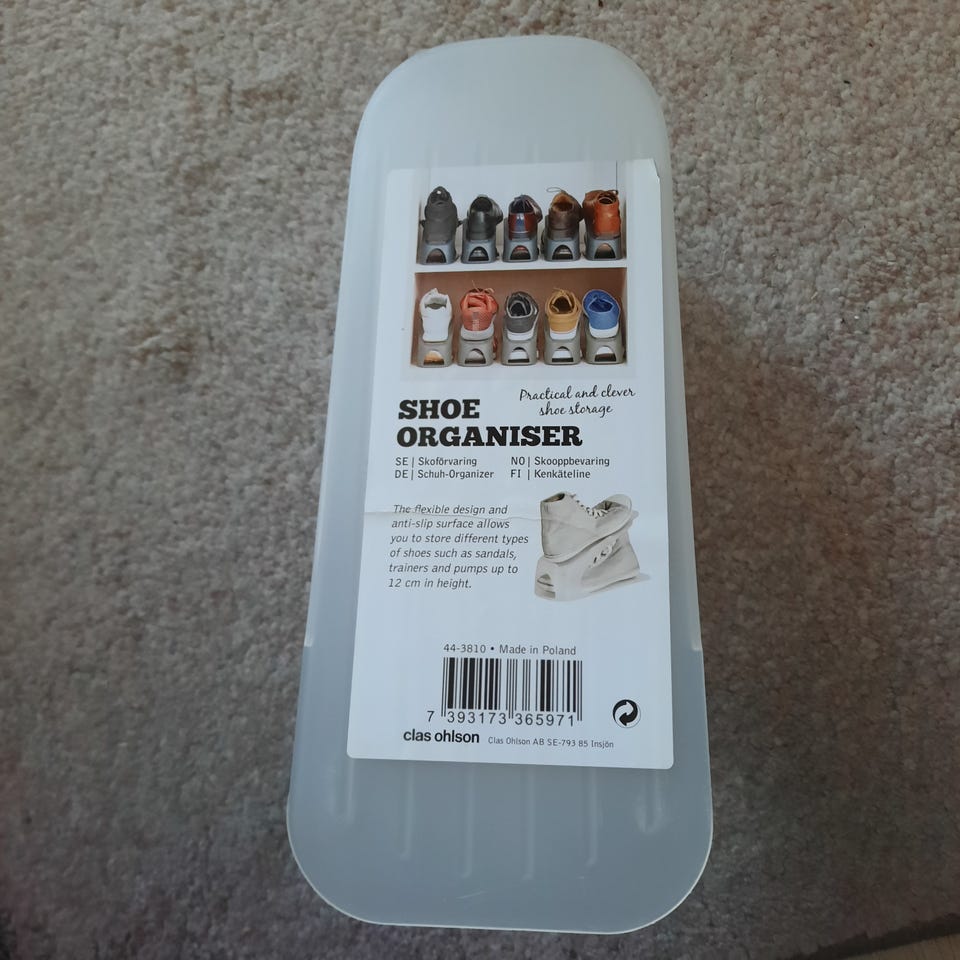 Practical and clever
shoe storage
SHOE
ORGANISER
SE | Skoförvaring NO | Skooppbevaring
DE | Schuh-Organizer FI | Kenkäteline
The flexible design and
anti-slip surface allows
you to store different types
of shoes such as sandals,
trainers and pumps up to
12 cm in height.
44-3810 • Made in Poland
7 393173 365971
clas ohlson Clas Ohlson AB SE-793 85 Insjön